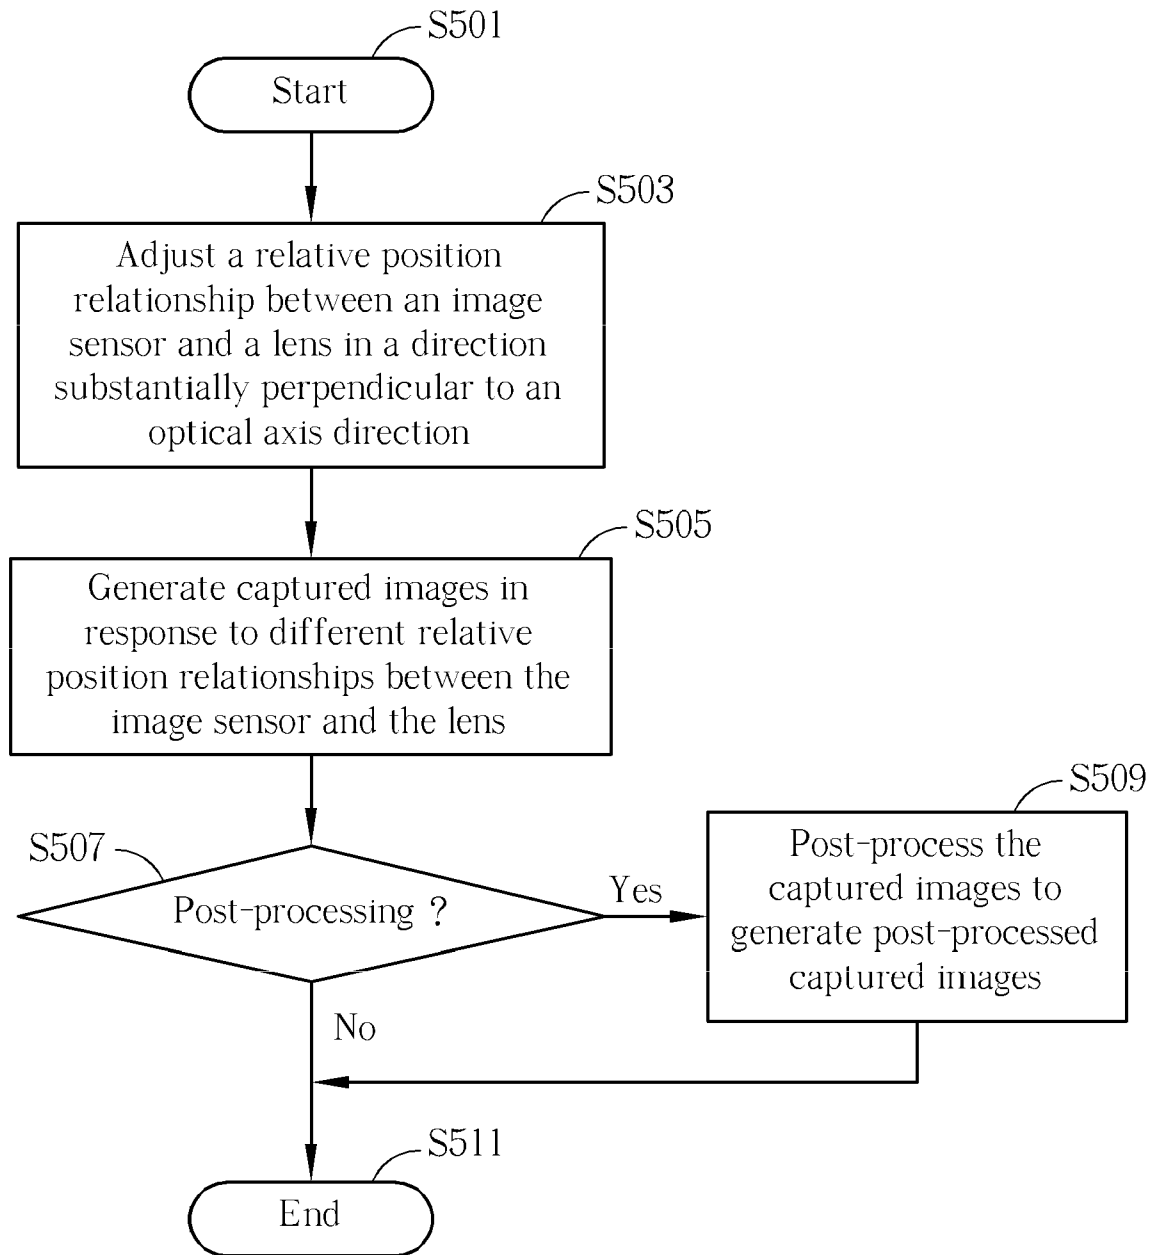 S501
Start
S503
Adjust a relative position
relationship between an image
sensor and a lens in a direction
substantially perpendicular to an
optical axis direction
S505
Generate captured images in
response to different relative
position relationships between the
image sensor and the lens
S507
Post-processing ?
Yes
S509
Post-process the
captured images to
generate post-processed
captured images
No
S511
End